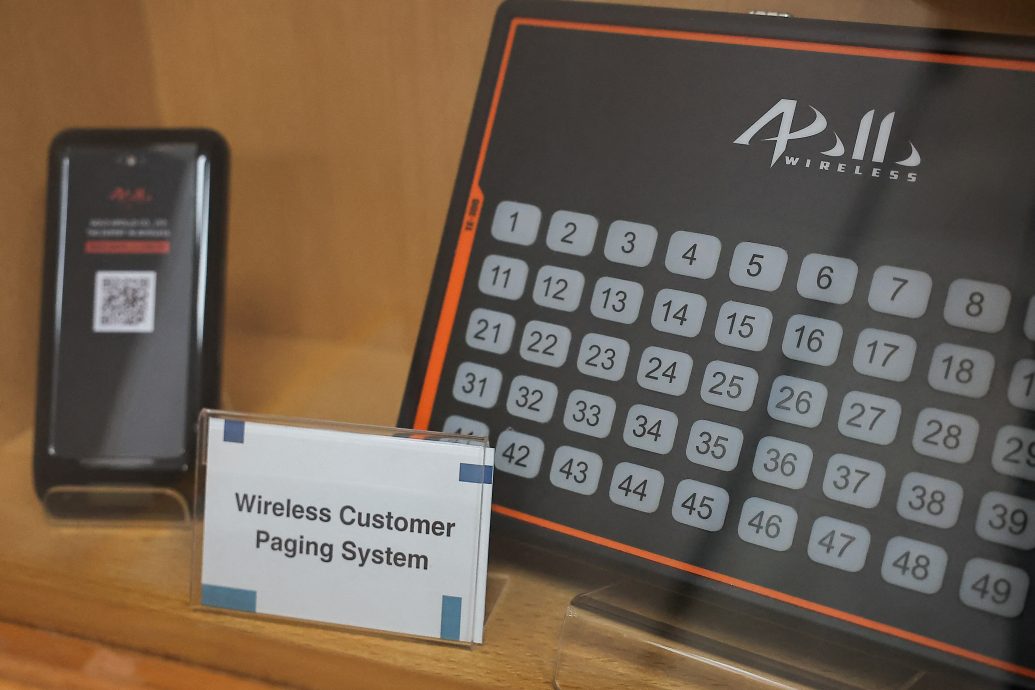 Apollo
WIRELESS
1 2 3 4 5 6 7 8
11 12 13 14 15 16 17 18
21 22 23 24 25 26 27 28 29
31 32 33 34 35 36 37 38 39
42 43 44 45 46 47 48 49
Wireless Customer
Paging System